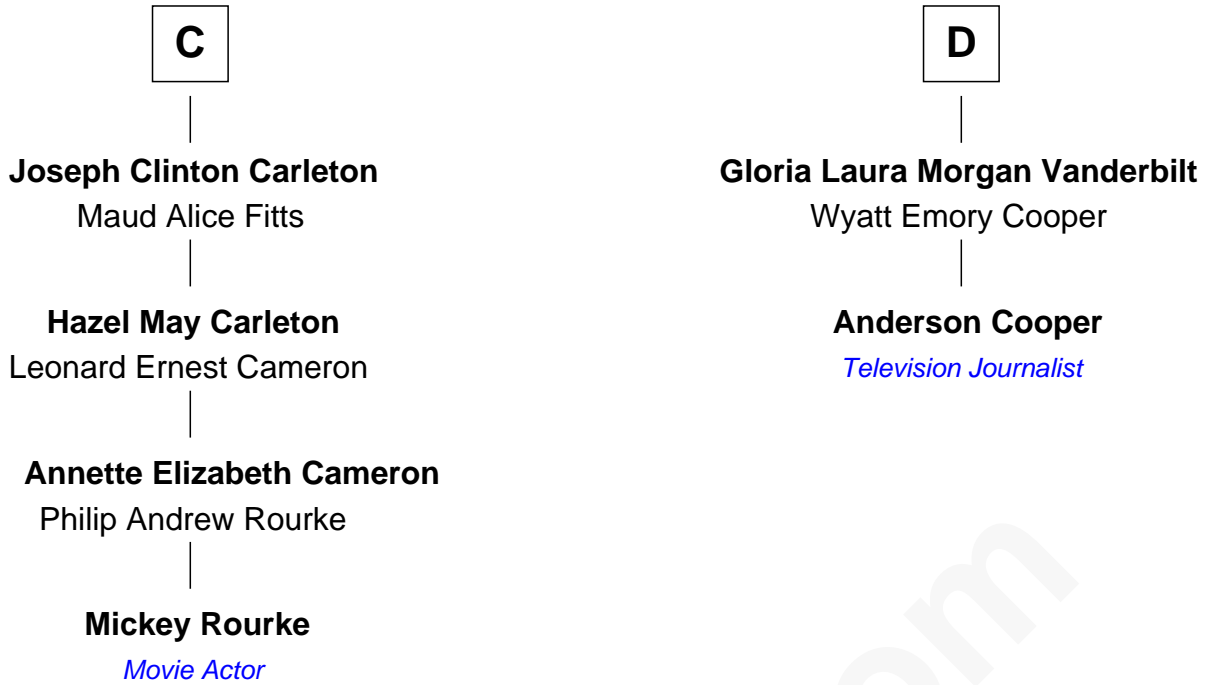 C
Joseph Clinton Carleton
Maud Alice Fitts
Hazel May Carleton
Leonard Ernest Cameron
Annette Elizabeth Cameron
Philip Andrew Rourke
Mickey Rourke
Movie Actor
D
Gloria Laura Morgan Vanderbilt
Wyatt Emory Cooper
Anderson Cooper
Television Journalist
om